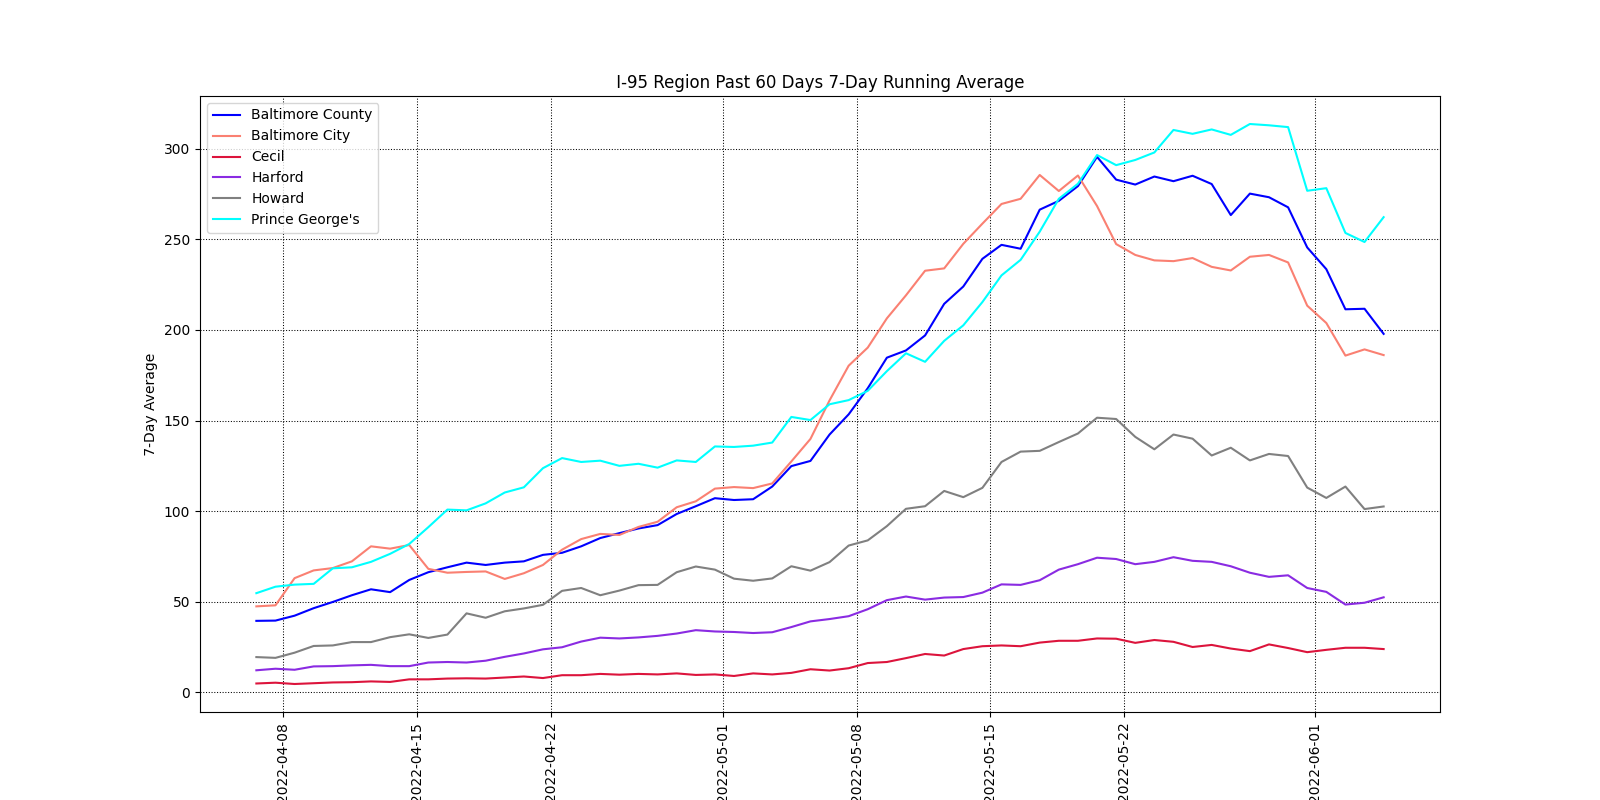 I-95 Region Past 60 Days 7-Day Running Average
Baltimore County
Baltimore City
Cecil
Harford
Howard
Prince George's
7-Day Average
300
250
200
150
100
50
0
2022-04-08
2022-04-15
2022-04-22
2022-05-01
2022-05-08
2022-05-15
2022-05-22
2022-06-01